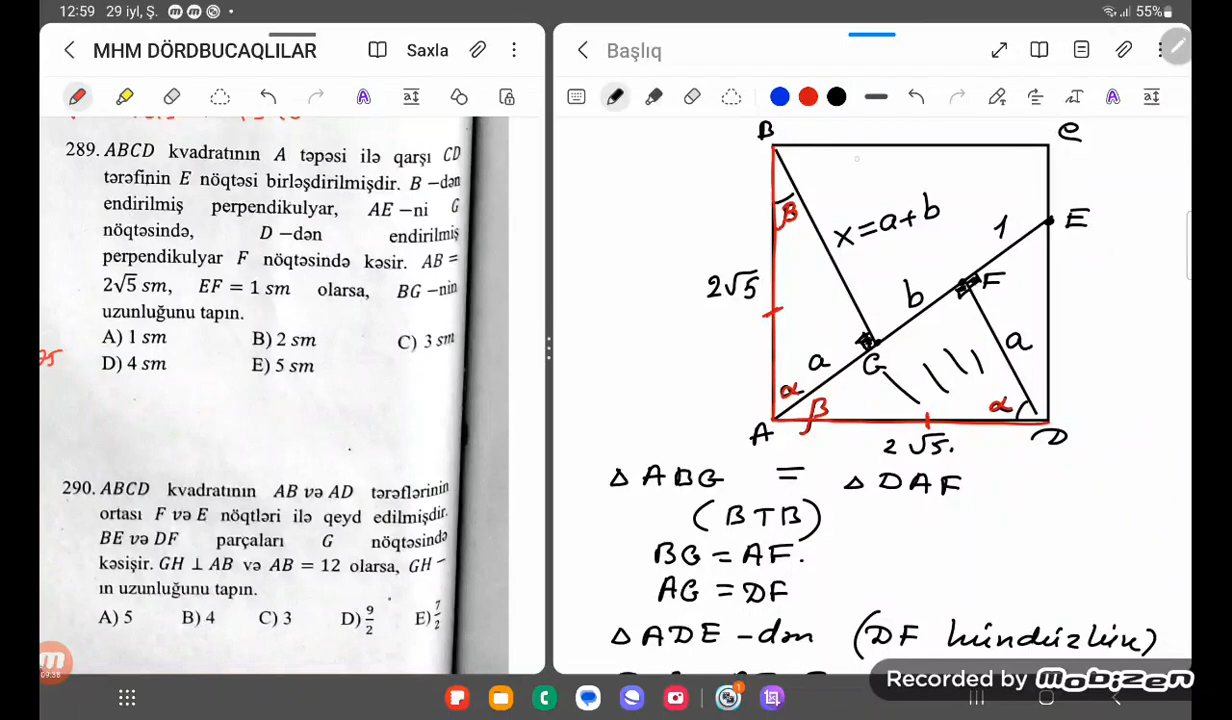 12:59 29 iyl, Ş. 55%
MHM DÖRDBUCAQLILAR Saxla
Başlıq
289. ABCD kvadratının A təpəsi ilə qarşı CD
tərəfinin E nöqtəsi birləşdirilmişdir. B –dən
endirilmiş perpendikulyar, AE –ni G
nöqtəsində, D –dən endirilmiş
perpendikulyar F nöqtəsində kəsir. AB =
2√5 sm, EF = 1 sm olarsa, BG –nin
uzunluğunu tapın.
A) 1 sm B) 2 sm C) 3 sm
D) 4 sm E) 5 sm
290. ABCD kvadratının AB və AD tərəflərinin
ortası F və E nöqtləri ilə qeyd edilmişdir.
BE və DF parçaları G nöqtəsində
kəsişir. GH ⊥ AB və AB = 12 olarsa, GH –
ın uzunluğunu tapın.
A) 5 B) 4 C) 3 D) 9/2 E) 7/2
B C
β x=a+b 1 E
2√5 b F
a G a
α β α
A 2√5. D
△ ABG = △ DAF
(BTB)
BG = AF.
AG = DF
△ ADE -dən (DF hündürlük)
Recorded by mobizen
09:38
1